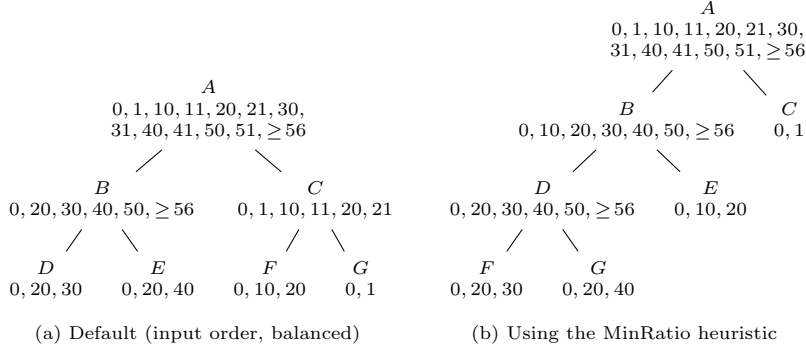 A
0, 1, 10, 11, 20, 21, 30,
31, 40, 41, 50, 51, ≥ 56
B
0, 20, 30, 40, 50, ≥ 56
C
0, 1, 10, 11, 20, 21
D
0, 20, 30
E
0, 20, 40
F
0, 10, 20
G
0, 1
(a) Default (input order, balanced)
A
0, 1, 10, 11, 20, 21, 30,
31, 40, 41, 50, 51, ≥ 56
B
0, 10, 20, 30, 40, 50, ≥ 56
C
0, 1
D
0, 20, 30, 40, 50, ≥ 56
E
0, 10, 20
F
0, 20, 30
G
0, 20, 40
(b) Using the MinRatio heuristic